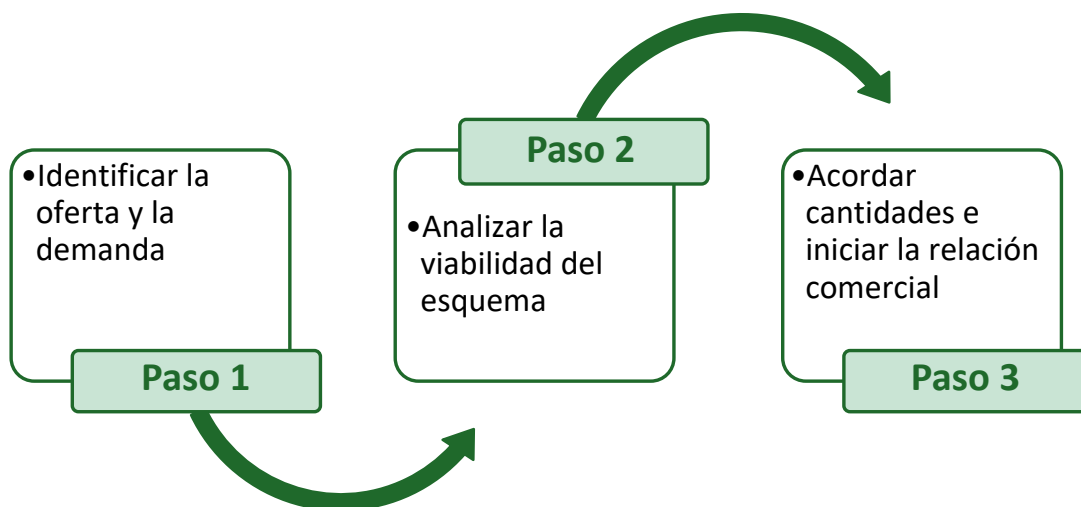 •Identificar la
oferta y la
demanda
Paso 1
Paso 2
•Analizar la
viabilidad del
esquema
•Acordar
cantidades e
iniciar la relación
comercial
Paso 3